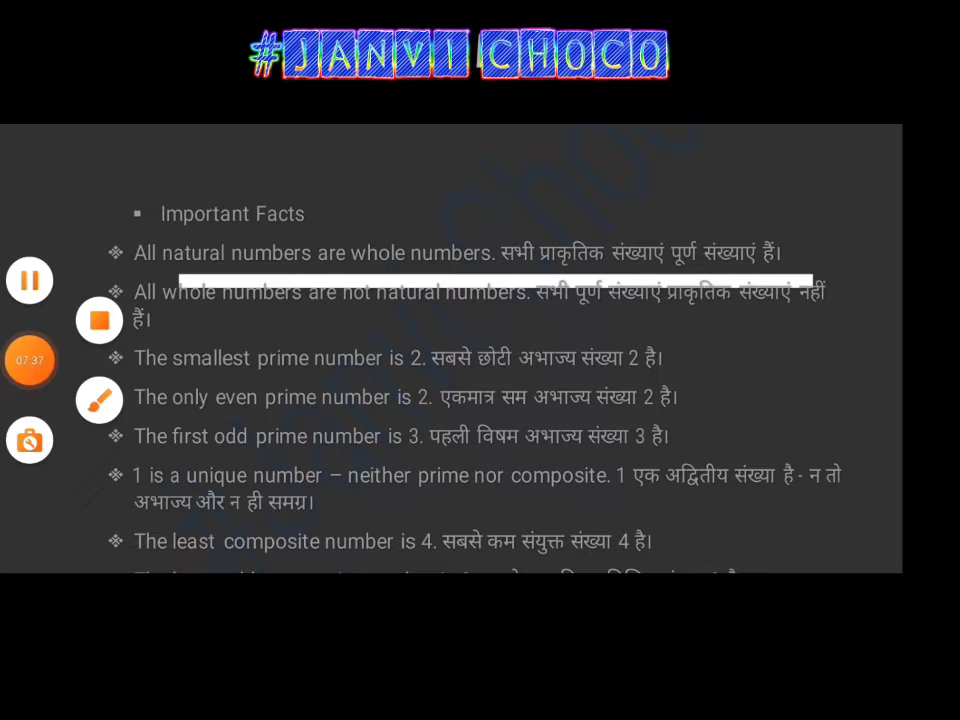 #JANVI CHOCO
▪ Important Facts
❖ All natural numbers are whole numbers. सभी प्राकृतिक संख्याएं पूर्ण संख्याएं हैं।
❖ All whole numbers are not natural numbers. सभी पूर्ण संख्याएं प्राकृतिक संख्याएं नहीं
हैं।
❖ The smallest prime number is 2. सबसे छोटी अभाज्य संख्या 2 है।
The only even prime number is 2. एकमात्र सम अभाज्य संख्या 2 है।
❖ The first odd prime number is 3. पहली विषम अभाज्य संख्या 3 है।
07:37
❖ 1 is a unique number – neither prime nor composite. 1 एक अद्वितीय संख्या है - न तो
अभाज्य और न ही समग्र।
❖ The least composite number is 4. सबसे कम संयुक्त संख्या 4 है।